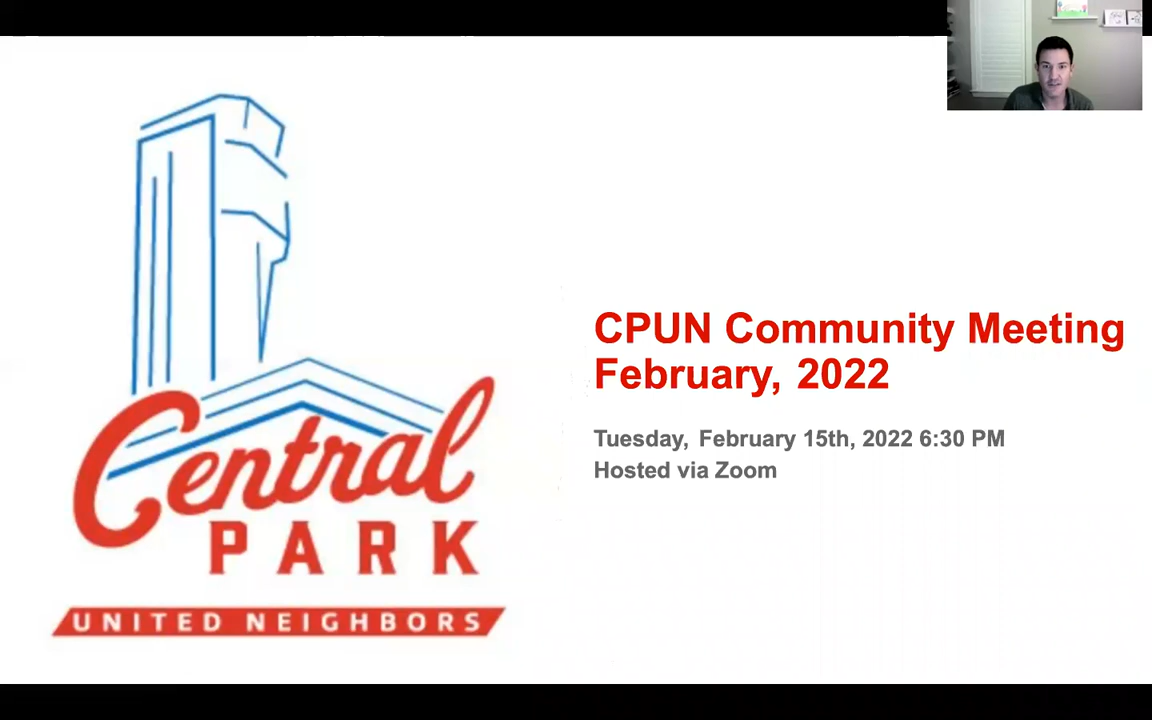 Central
PARK
UNITED NEIGHBORS
CPUN Community Meeting
February, 2022
Tuesday, February 15th, 2022 6:30 PM
Hosted via Zoom